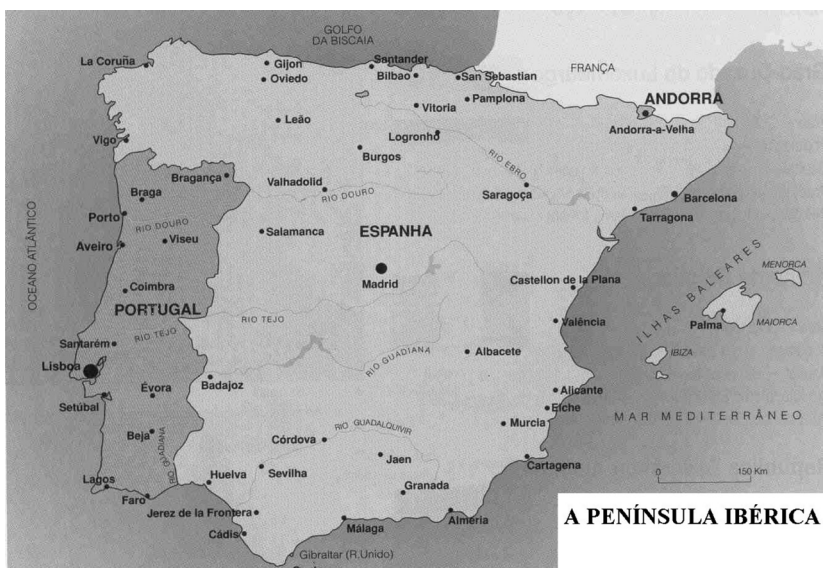 GOLFO
DA BISCAIA
La Coruña
Gijon
Oviedo
Santander
Bilbao
San Sebastian
FRANÇA
Vitoria
Pamplona
ANDORRA
Andorra-a-Velha
Leão
Logronho
Vigo
Burgos
RIO EBRO
Bragança
Braga
Valhadolid
RIO DOURO
Saragoça
Barcelona
Tarragona
Porto
RIO DOURO
OCEANO ATLÂNTICO
Aveiro
Viseu
Salamanca
ESPANHA
Madrid
Castellon de la Plana
ILHAS BALEARES
MENORCA
Coimbra
PORTUGAL
RIO TEJO
Valência
Palma
MAIORCA
Santarém
RIO TEJO
RIO GUADIANA
Albacete
IBIZA
Lisboa
Badajoz
Évora
Setúbal
Alicante
Elche
MAR MEDITERRÂNEO
Beja
RIO GUADIANA
Córdova
RIO GUADALQUIVIR
Murcia
Jaen
Cartagena
Lagos
Huelva
Sevilha
Granada
0 150 Km
Faro
Jerez de la Frontera
Málaga
Almeria
Cádis
A PENÍNSULA IBÉRICA
Gibraltar (R.Unido)